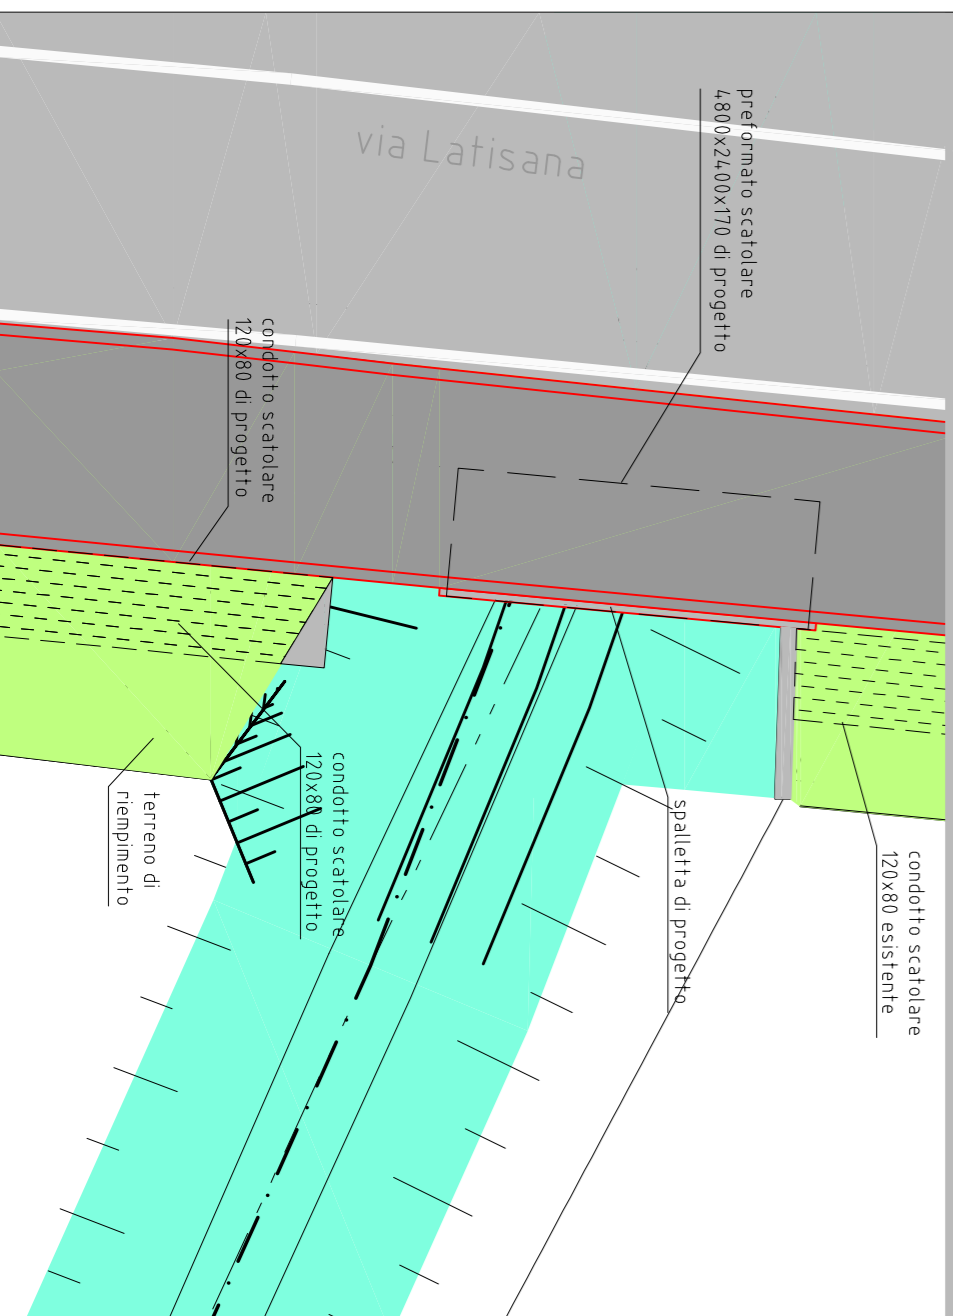 via Latisana
preformato scatolare
4800x2400x170 di progetto
condotto scatolare
120x80 di progetto
condotto scatolare
120x80 di progetto
terreno di
riempimento
spalletta di progetto
condotto scatolare
120x80 esistente